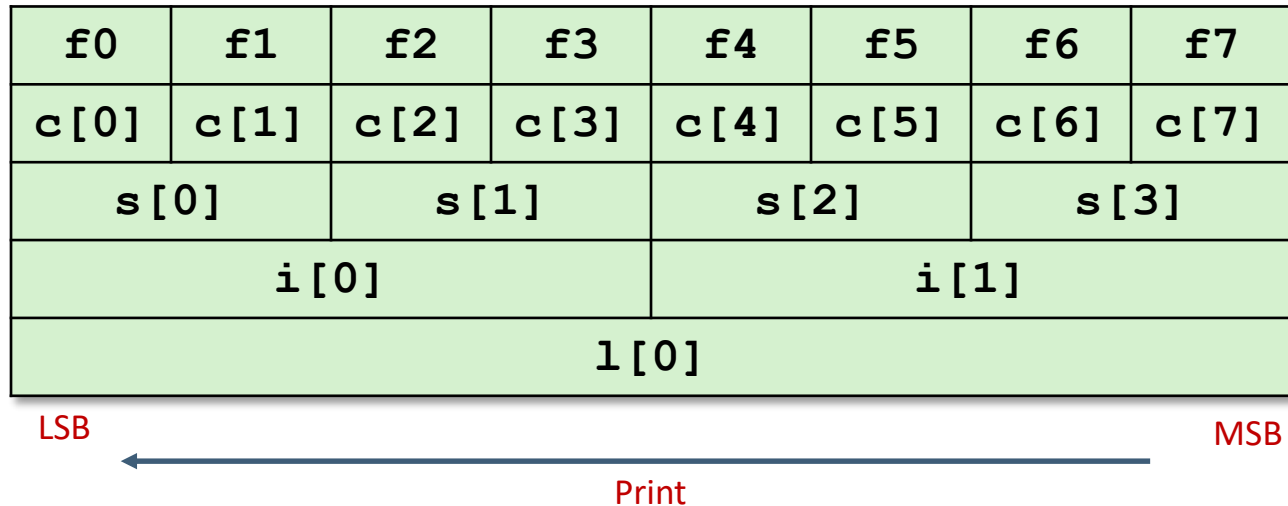 f0 f1 f2 f3 f4 f5 f6 f7
c[0] c[1] c[2] c[3] c[4] c[5] c[6] c[7]
s[0] s[1] s[2] s[3]
i[0] i[1]
l[0]
LSB MSB
Print